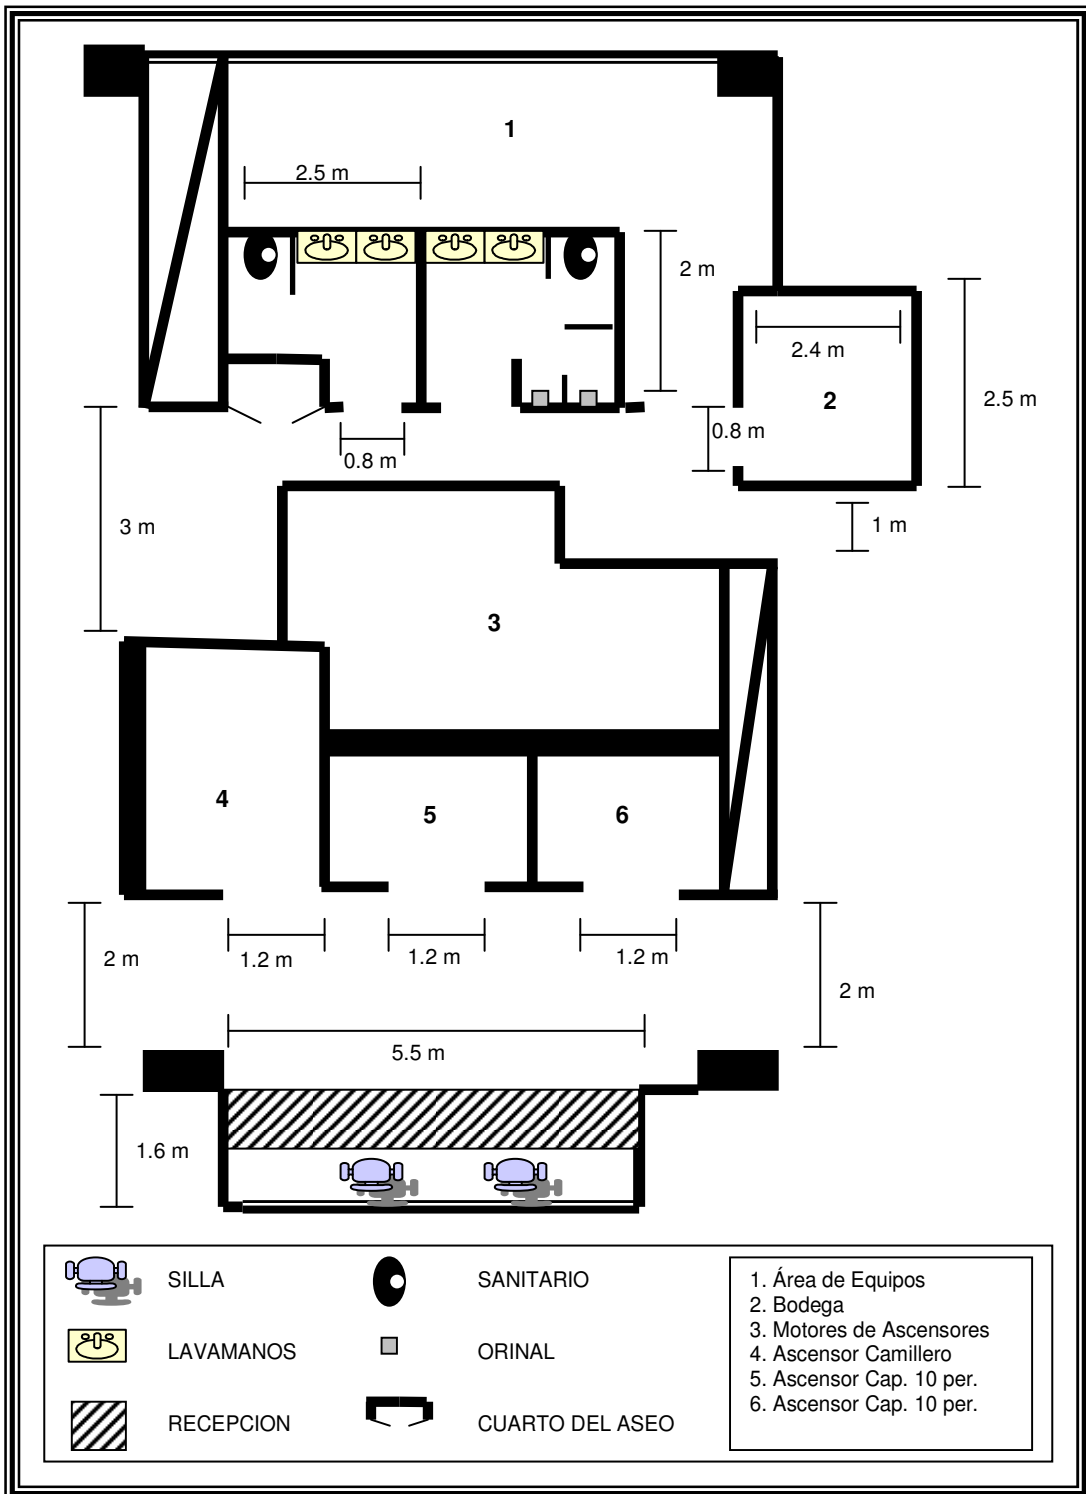 1
2.5 m
2 m
2.4 m
2
2.5 m
0.8 m
0.8 m
1 m
3 m
3
4
5
6
2 m
1.2 m
1.2 m
1.2 m
2 m
5.5 m
1.6 m
SILLA
SANITARIO
LAVAMANOS
ORINAL
RECEPCION
CUARTO DEL ASEO
1. Área de Equipos
2. Bodega
3. Motores de Ascensores
4. Ascensor Camillero
5. Ascensor Cap. 10 per.
6. Ascensor Cap. 10 per.